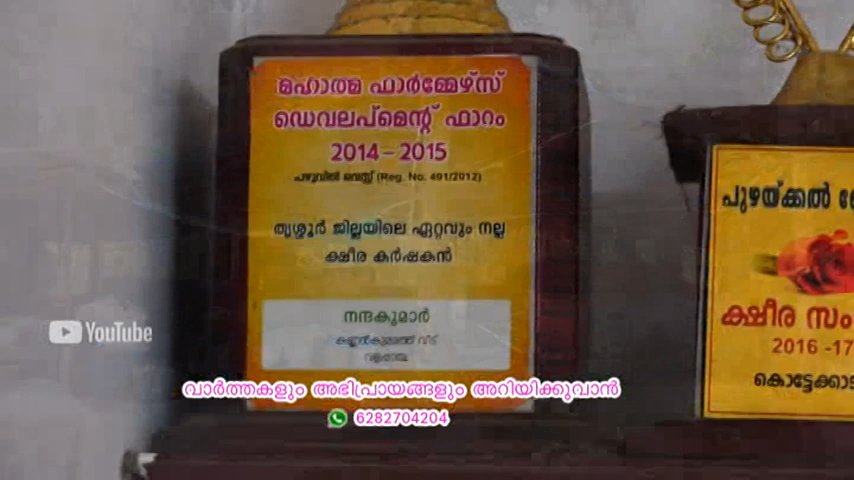 മഹാത്മ ഫാർമ്മേഴ്സ്
ഡെവലപ്മെന്റ് ഫാറം
2014 - 2015
പഴുവിൽ വെസ്റ്റ് (Reg. No. 491/2012)
തൃശ്ശൂർ ജില്ലയിലെ ഏറ്റവും നല്ല
ക്ഷീര കർഷകൻ
നന്ദകുമാർ
വീട്
പുഴയ്ക്കൽ
ക്ഷീര സം
2016 -17
കൊട്ടേക്കാട
YouTube
വാർത്തകളും അഭിപ്രായങ്ങളും അറിയിക്കുവാൻ
6282704204